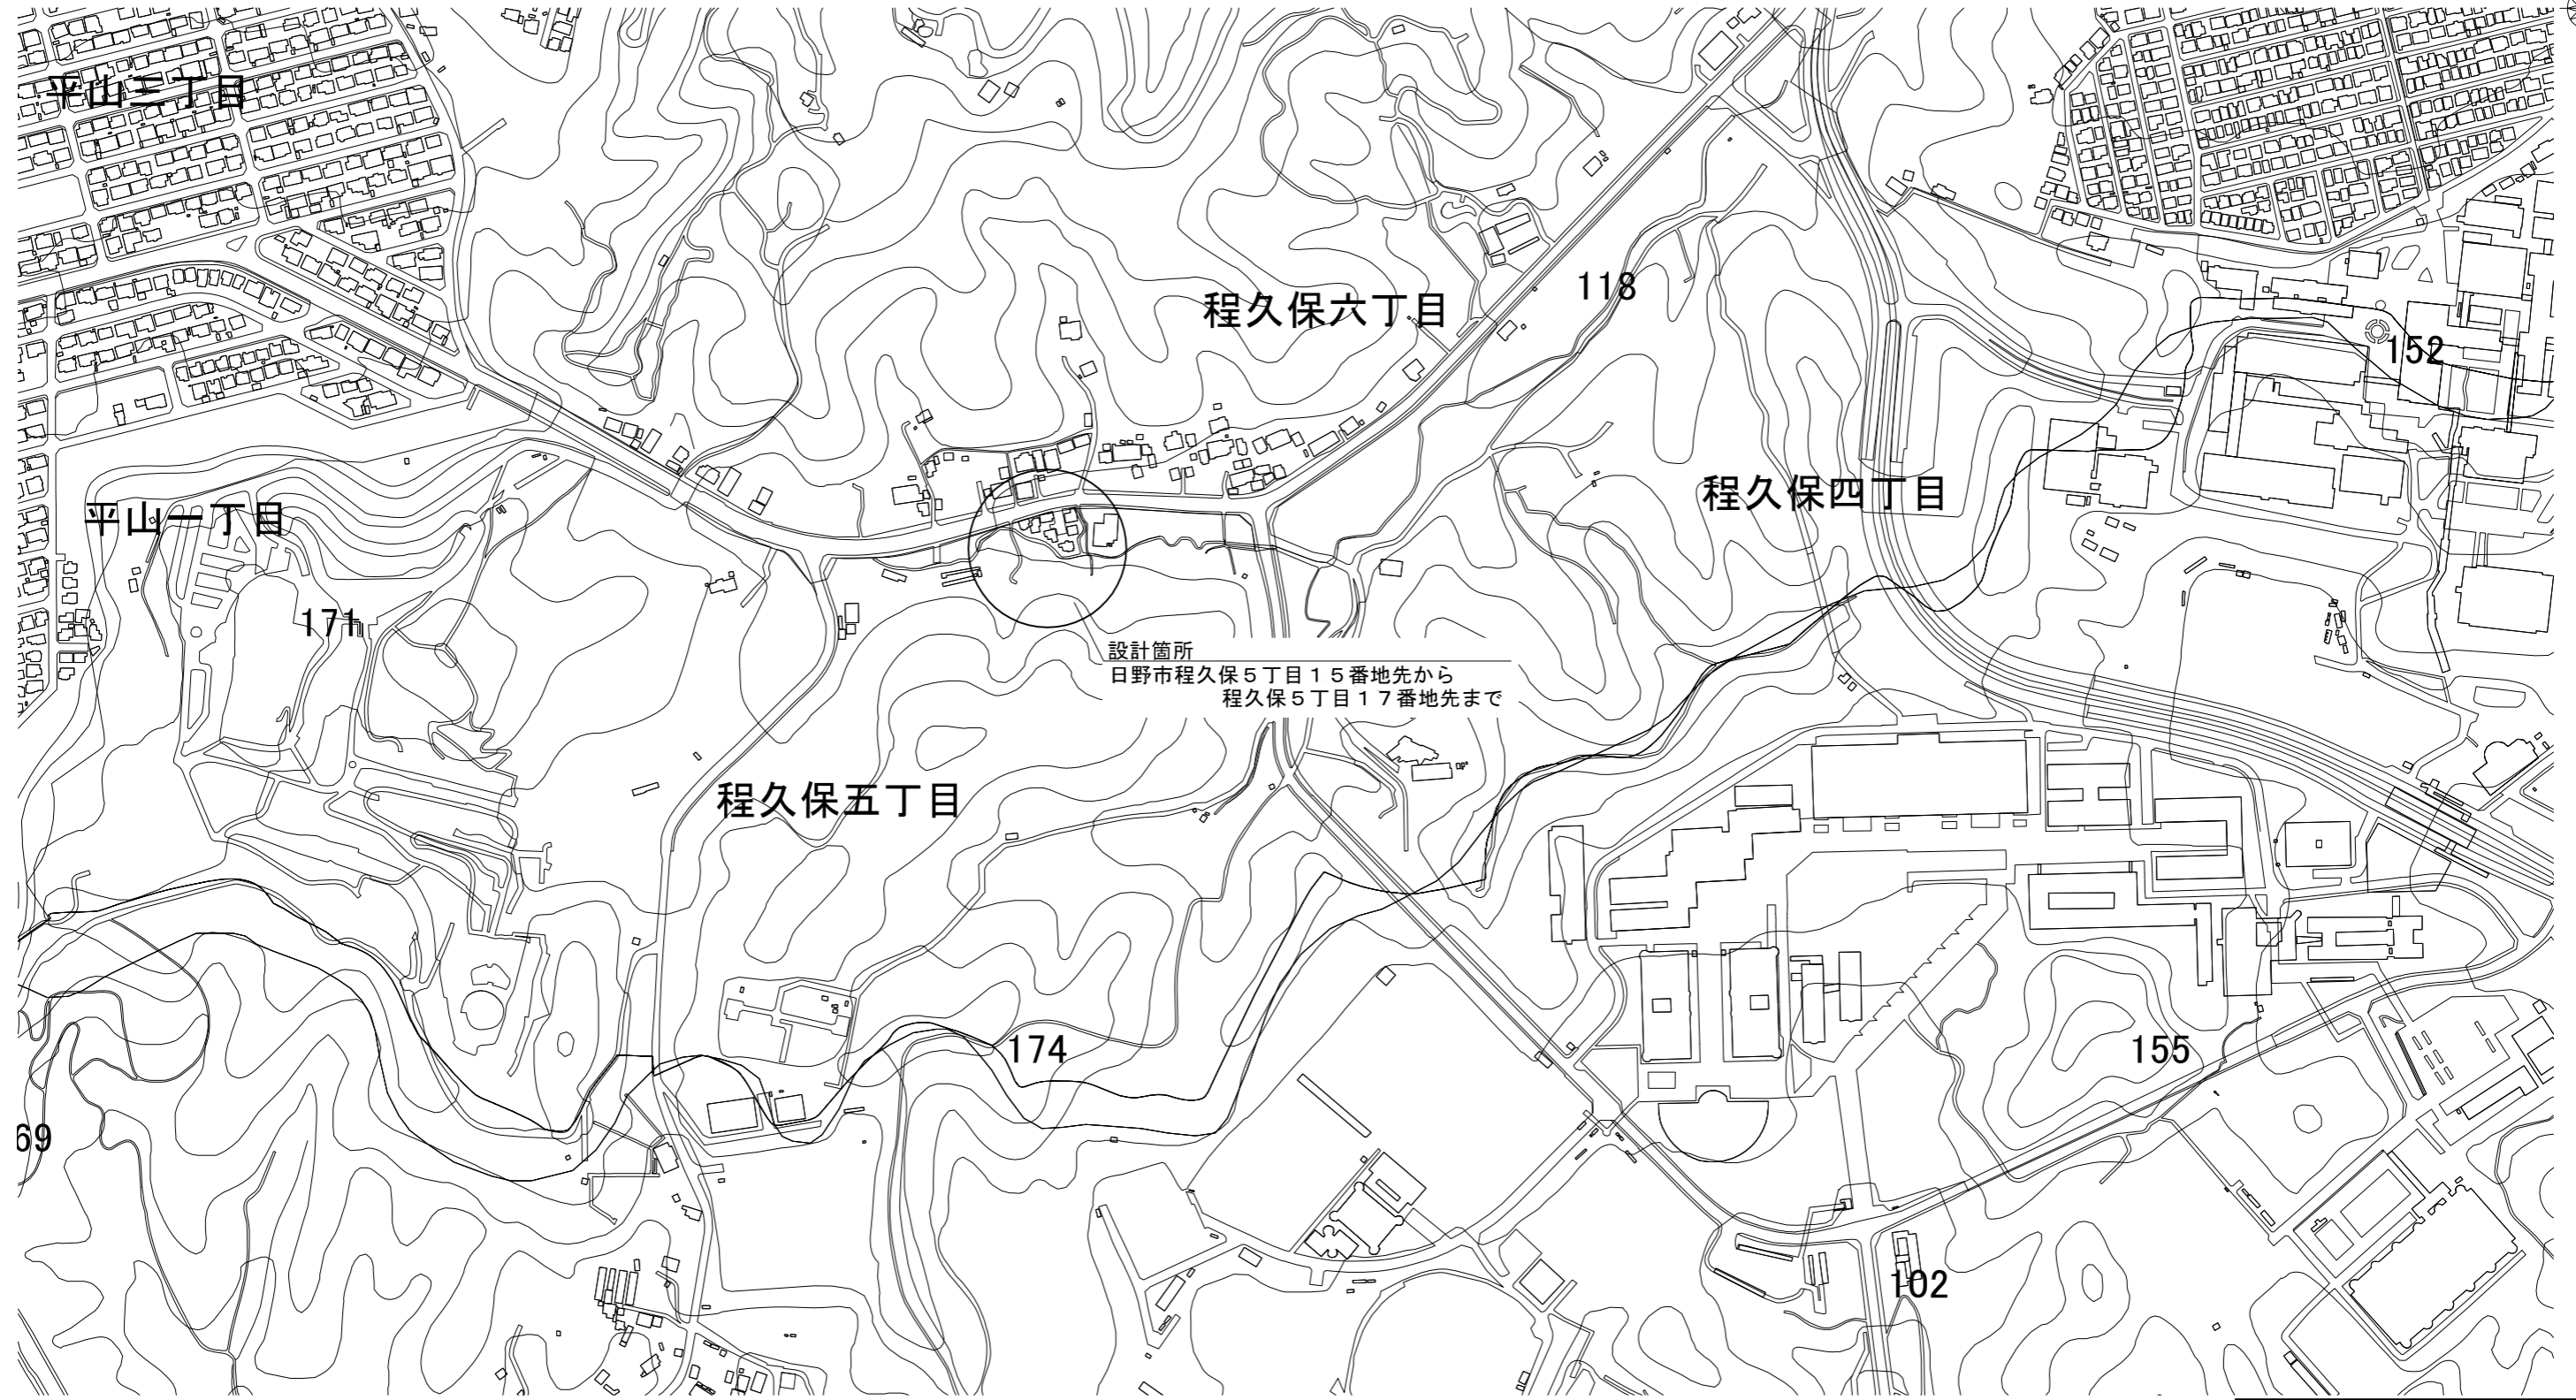 平山三丁目
118
程久保六丁目
152
程久保四丁目
平山一丁目
171
設計箇所
日野市程久保５丁目１５番地先から
程久保５丁目１７番地先まで
程久保五丁目
174
155
69
102